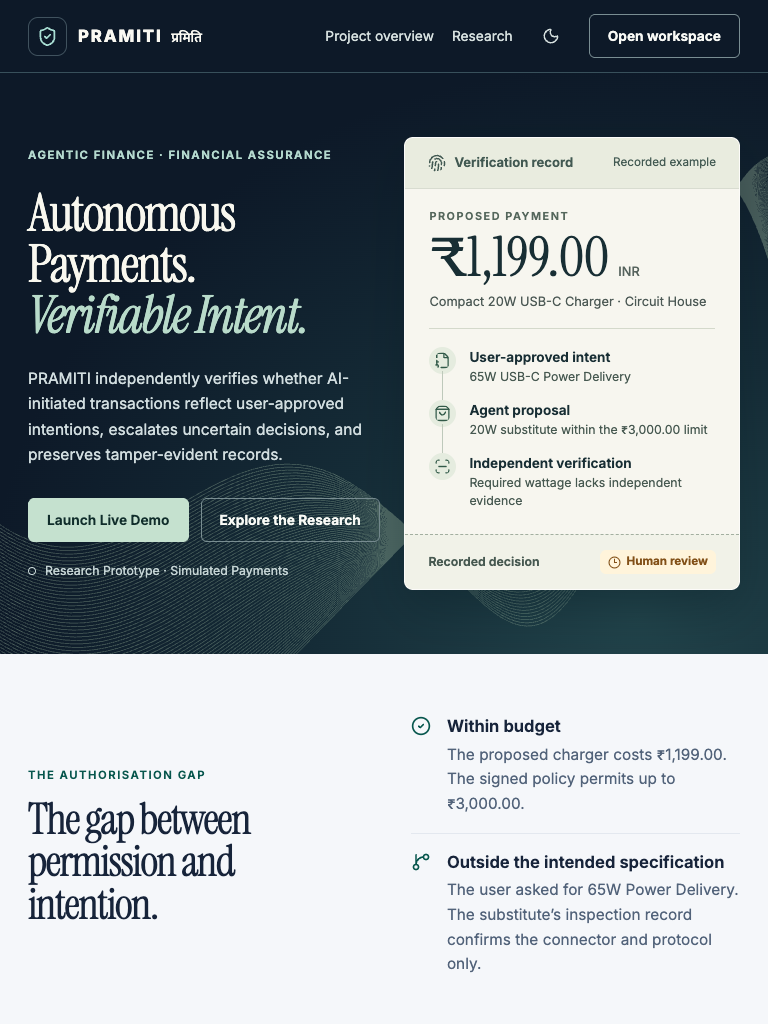 PRAMITI प्रमिति
Project overview
Research
Open workspace
AGENTIC FINANCE · FINANCIAL ASSURANCE
Autonomous
Payments.
Verifiable Intent.
PRAMITI independently verifies whether AI-
initiated transactions reflect user-approved
intentions, escalates uncertain decisions, and
preserves tamper-evident records.
Launch Live Demo
Explore the Research
Research Prototype · Simulated Payments
Verification record
Recorded example
PROPOSED PAYMENT
₹1,199.00 INR
Compact 20W USB-C Charger · Circuit House
User-approved intent
65W USB-C Power Delivery
Agent proposal
20W substitute within the ₹3,000.00 limit
Independent verification
Required wattage lacks independent
evidence
Recorded decision
Human review
THE AUTHORISATION GAP
The gap between
permission and
intention.
Within budget
The proposed charger costs ₹1,199.00.
The signed policy permits up to
₹3,000.00.
Outside the intended specification
The user asked for 65W Power Delivery.
The substitute’s inspection record
confirms the connector and protocol
only.